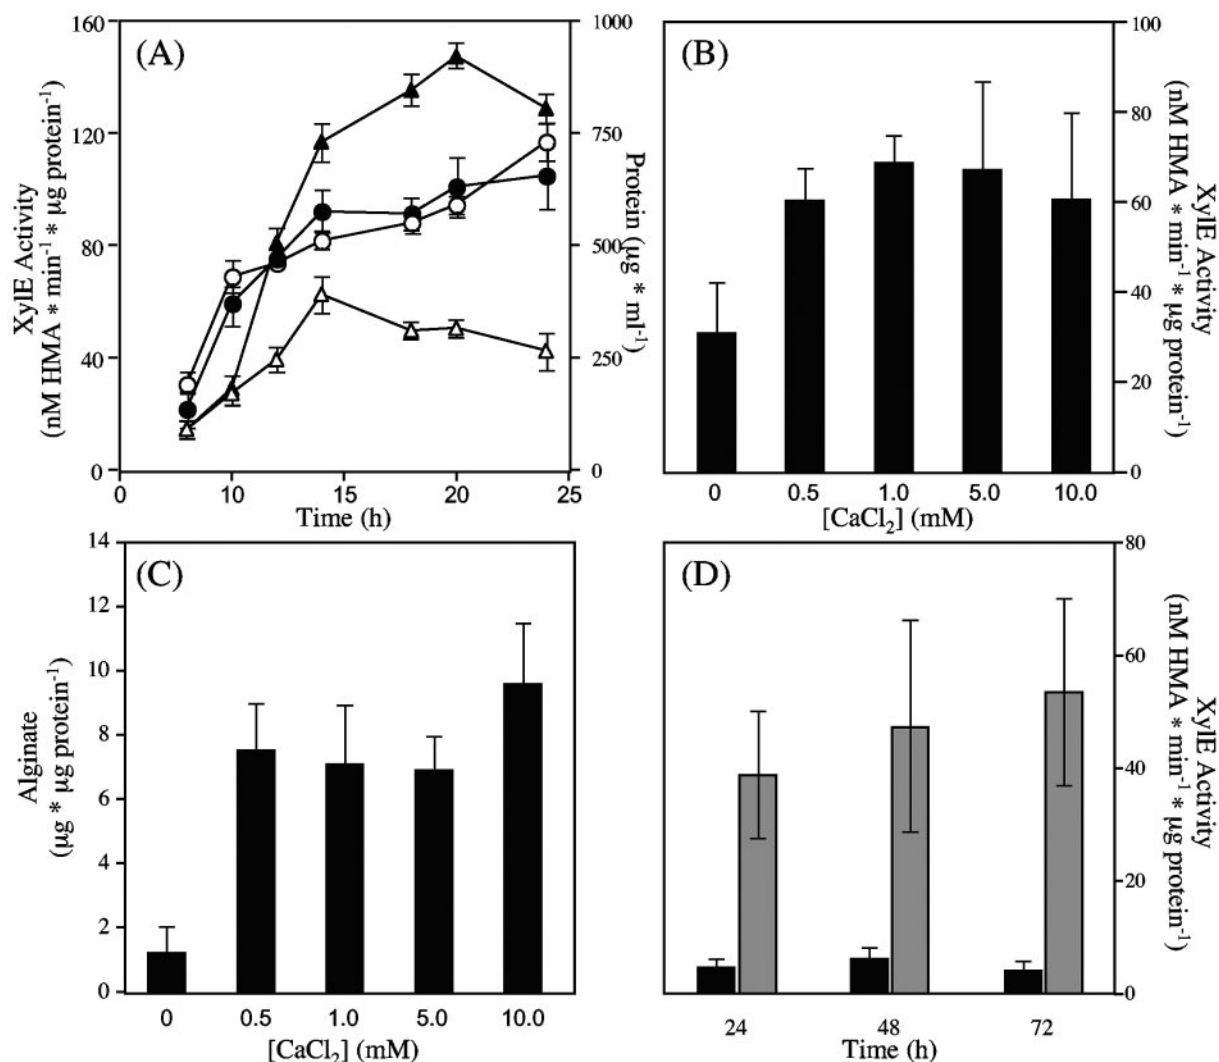 (A)
160
120
80
40
0
XylE Activity
(nM HMA * min⁻¹ * µg protein⁻¹)
1000
750
500
250
0
Protein (µg * ml⁻¹)
0 10 15 20 25
Time (h)
(B)
100
80
60
40
20
0
XylE Activity
(nM HMA * min⁻¹ * µg protein⁻¹)
0 0.5 1.0 5.0 10.0
[CaCl₂] (mM)
(C)
14
12
10
8
6
4
2
0
Alginate
(µg * µg protein⁻¹)
0 0.5 1.0 5.0 10.0
[CaCl₂] (mM)
(D)
80
60
40
20
0
XylE Activity
(nM HMA * min⁻¹ * µg protein⁻¹)
24 48 72
Time (h)